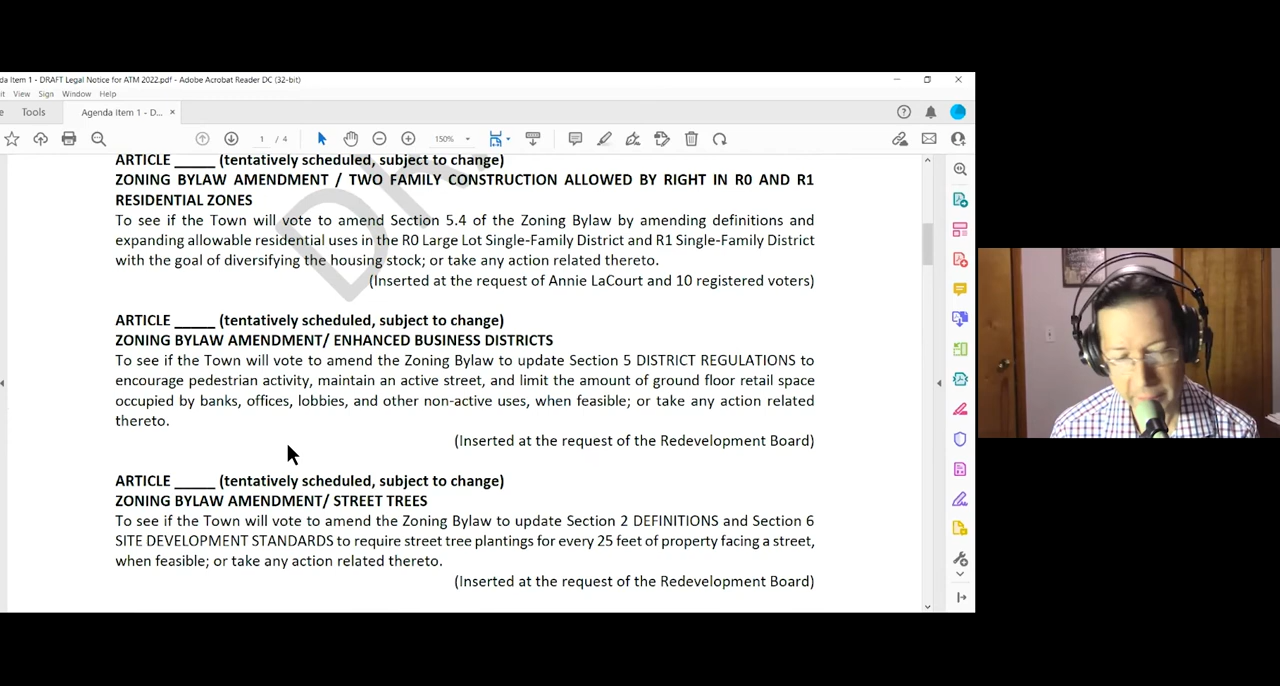 da Item 1 - DRAFT Legal Notice for ATM 2022.pdf - Adobe Acrobat Reader DC (32-bit)
it View Sign Window Help
e Tools Agenda Item 1 - D... ×
1 / 4 150%
ARTICLE _____ (tentatively scheduled, subject to change)
ZONING BYLAW AMENDMENT / TWO FAMILY CONSTRUCTION ALLOWED BY RIGHT IN R0 AND R1
RESIDENTIAL ZONES
To see if the Town will vote to amend Section 5.4 of the Zoning Bylaw by amending definitions and
expanding allowable residential uses in the R0 Large Lot Single-Family District and R1 Single-Family District
with the goal of diversifying the housing stock; or take any action related thereto.
(Inserted at the request of Annie LaCourt and 10 registered voters)
ARTICLE _____ (tentatively scheduled, subject to change)
ZONING BYLAW AMENDMENT/ ENHANCED BUSINESS DISTRICTS
To see if the Town will vote to amend the Zoning Bylaw to update Section 5 DISTRICT REGULATIONS to
encourage pedestrian activity, maintain an active street, and limit the amount of ground floor retail space
occupied by banks, offices, lobbies, and other non-active uses, when feasible; or take any action related
thereto.
(Inserted at the request of the Redevelopment Board)
ARTICLE _____ (tentatively scheduled, subject to change)
ZONING BYLAW AMENDMENT/ STREET TREES
To see if the Town will vote to amend the Zoning Bylaw to update Section 2 DEFINITIONS and Section 6
SITE DEVELOPMENT STANDARDS to require street tree plantings for every 25 feet of property facing a street,
when feasible; or take any action related thereto.
(Inserted at the request of the Redevelopment Board)